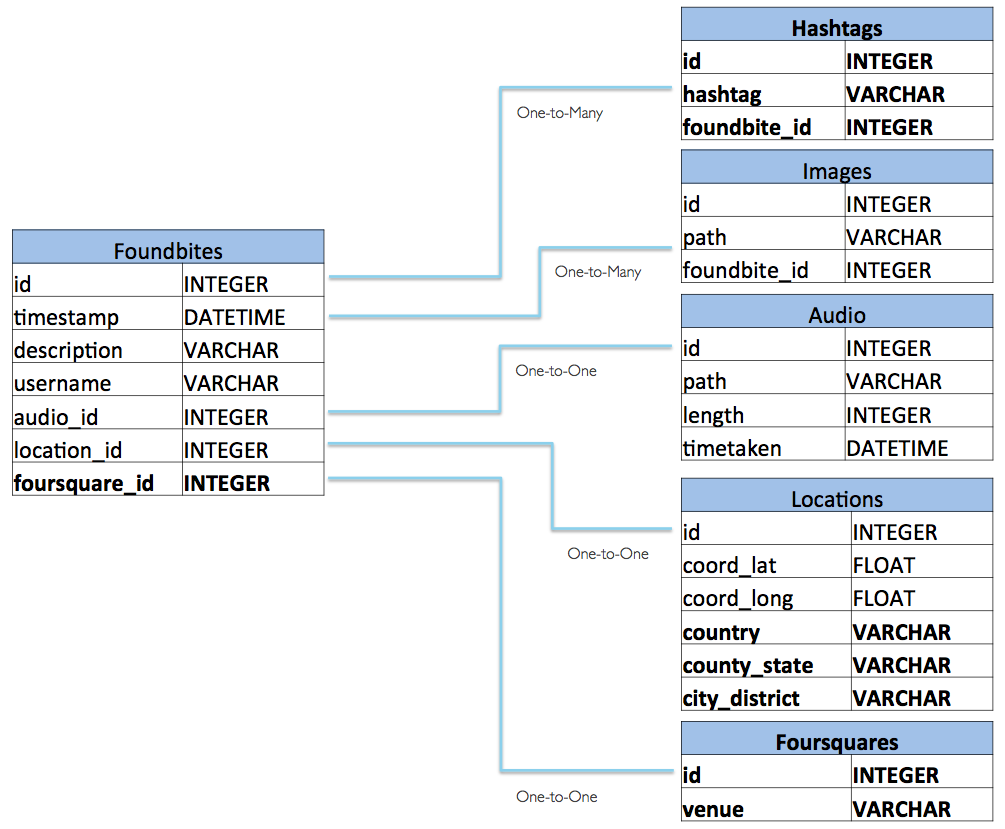 Foundbites
id INTEGER
timestamp DATETIME
description VARCHAR
username VARCHAR
audio_id INTEGER
location_id INTEGER
foursquare_id INTEGER
One-to-Many
One-to-Many
One-to-One
One-to-One
One-to-One
Hashtags
id INTEGER
hashtag VARCHAR
foundbite_id INTEGER
Images
id INTEGER
path VARCHAR
foundbite_id INTEGER
Audio
id INTEGER
path VARCHAR
length INTEGER
timetaken DATETIME
Locations
id INTEGER
coord_lat FLOAT
coord_long FLOAT
country VARCHAR
county_state VARCHAR
city_district VARCHAR
Foursquares
id INTEGER
venue VARCHAR